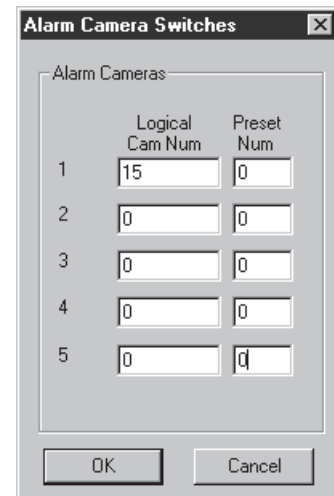 Alarm Camera Switches
Alarm Cameras
Logical Preset
Cam Num Num
1 15 0
2 0 0
3 0 0
4 0 0
5 0 0
OK Cancel